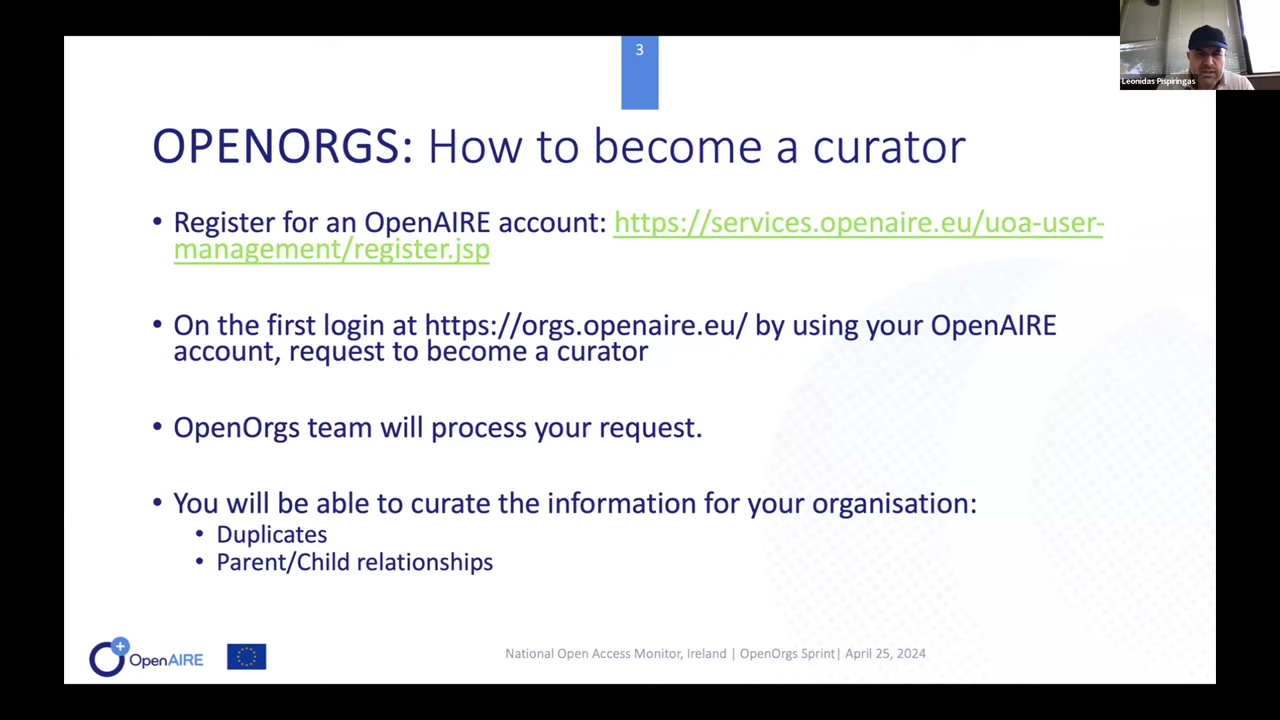 3
Leonidas Pispiringas
OPENORGS: How to become a curator
• Register for an OpenAIRE account: https://services.openaire.eu/uoa-user-
management/register.jsp
• On the first login at https://orgs.openaire.eu/ by using your OpenAIRE
account, request to become a curator
• OpenOrgs team will process your request.
• You will be able to curate the information for your organisation:
• Duplicates
• Parent/Child relationships
OpenAIRE
National Open Access Monitor, Ireland | OpenOrgs Sprint| April 25, 2024